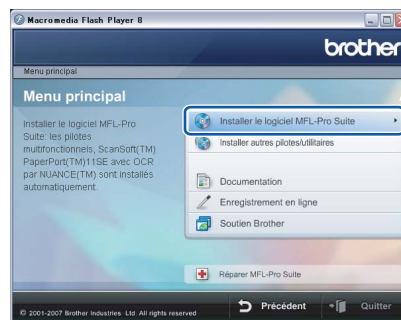 Macromedia Flash Player 8
brother
Menu principal
Menu principal
Installer le logiciel MFL-Pro
Suite: les pilotes
multifonctionnels, ScanSoft(TM)
PaperPort(TM)11SE avec OCR
par NUANCE(TM) sont installés
automatiquement.
Installer le logiciel MFL-Pro Suite
Installer autres pilotes/utilitaires
Documentation
Enregistrement en ligne
Soutien Brother
Réparer MFL-Pro Suite
© 2001-2007 Brother Industries Ltd. All rights reserved
Précédent
Quitter